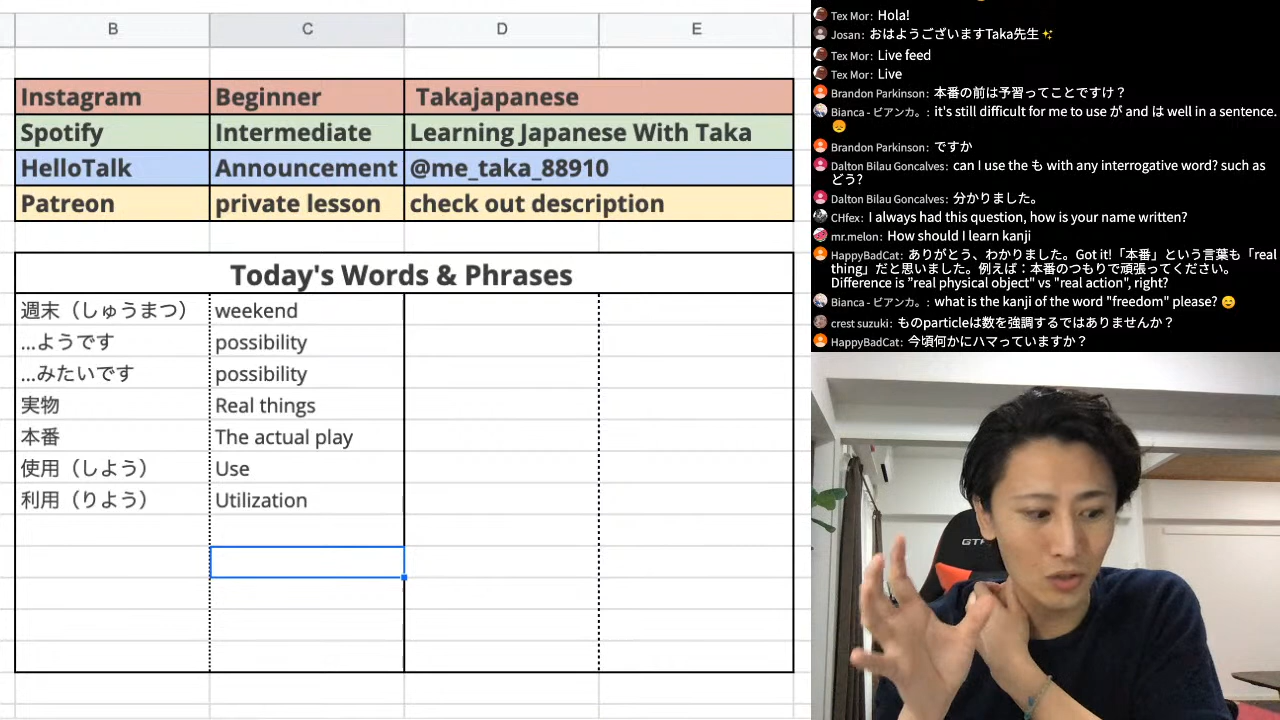 B C D E
Instagram Beginner Takajapanese
Spotify Intermediate Learning Japanese With Taka
HelloTalk Announcement @me_taka_88910
Patreon private lesson check out description
Today's Words & Phrases
週末（しゅうまつ） weekend
...ようです possibility
...みたいです possibility
実物 Real things
本番 The actual play
使用（しよう） Use
利用（りよう） Utilization
Tex Mor: Hola!
Josan: おはようございますTaka先生✨
Tex Mor: Live feed
Tex Mor: Live
Brandon Parkinson: 本番の前は予習ってことですけ？
Bianca - ビアンカ。: it's still difficult for me to use が and は well in a sentence
😞
Brandon Parkinson: ですか
Dalton Bilau Goncalves: can I use the も with any interrogative word? such as
どう?
Dalton Bilau Goncalves: 分かりました。
CHfex: I always had this question, how is your name written?
mr.melon: How should I learn kanji
HappyBadCat: ありがとう、わかりました。Got it!「本番」という言葉も「real
thing」だと思いました。例えば：本番のつもりで頑張ってください。
Difference is "real physical object" vs "real action", right?
Bianca - ビアンカ。: what is the kanji of the word "freedom" please? 😊
crest suzuki: ものparticleは数を強調するではありませんか？
HappyBadCat: 今頃何かにハマっていますか？